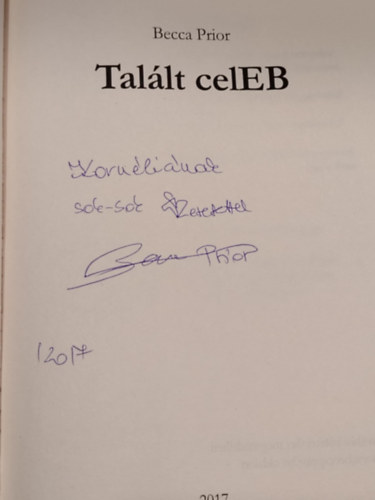 Becca Prior
Talált celEB
Kornéliának
sok-sok Szeretettel
Becca Prior
2017
2017